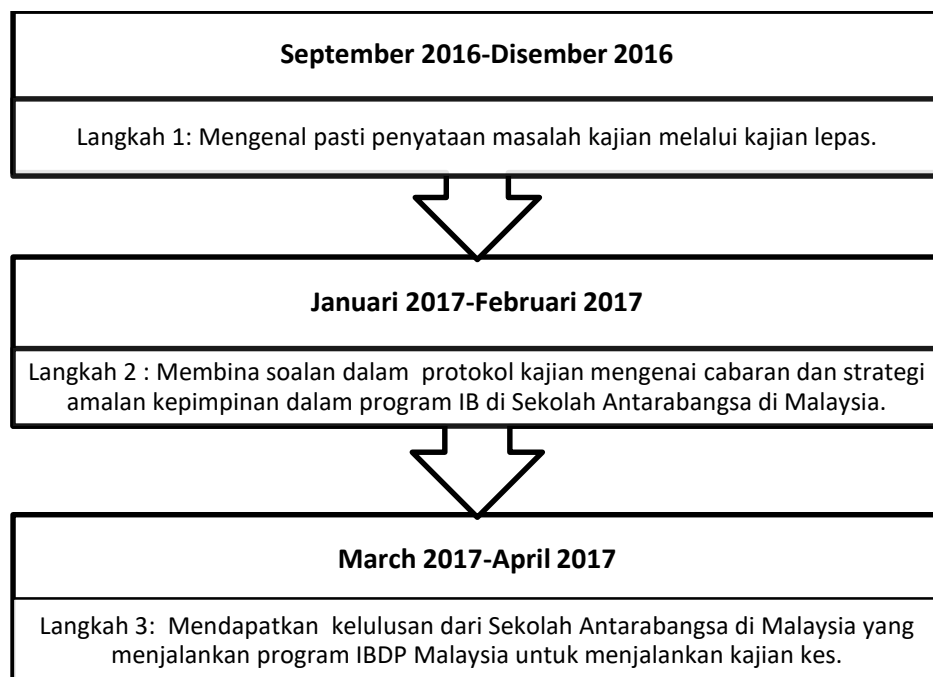 September 2016-Disember 2016
Langkah 1: Mengenal pasti penyataan masalah kajian melalui kajian lepas.
Januari 2017-Februari 2017
Langkah 2 : Membina soalan dalam protokol kajian mengenai cabaran dan strategi
amalan kepimpinan dalam program IB di Sekolah Antarabangsa di Malaysia.
March 2017-April 2017
Langkah 3: Mendapatkan kelulusan dari Sekolah Antarabangsa di Malaysia yang
menjalankan program IBDP Malaysia untuk menjalankan kajian kes.